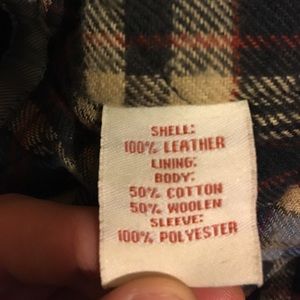 SHELL:
100% LEATHER
LINING:
BODY:
50% COTTON
50% WOOLEN
SLEEVE:
100% POLYESTER